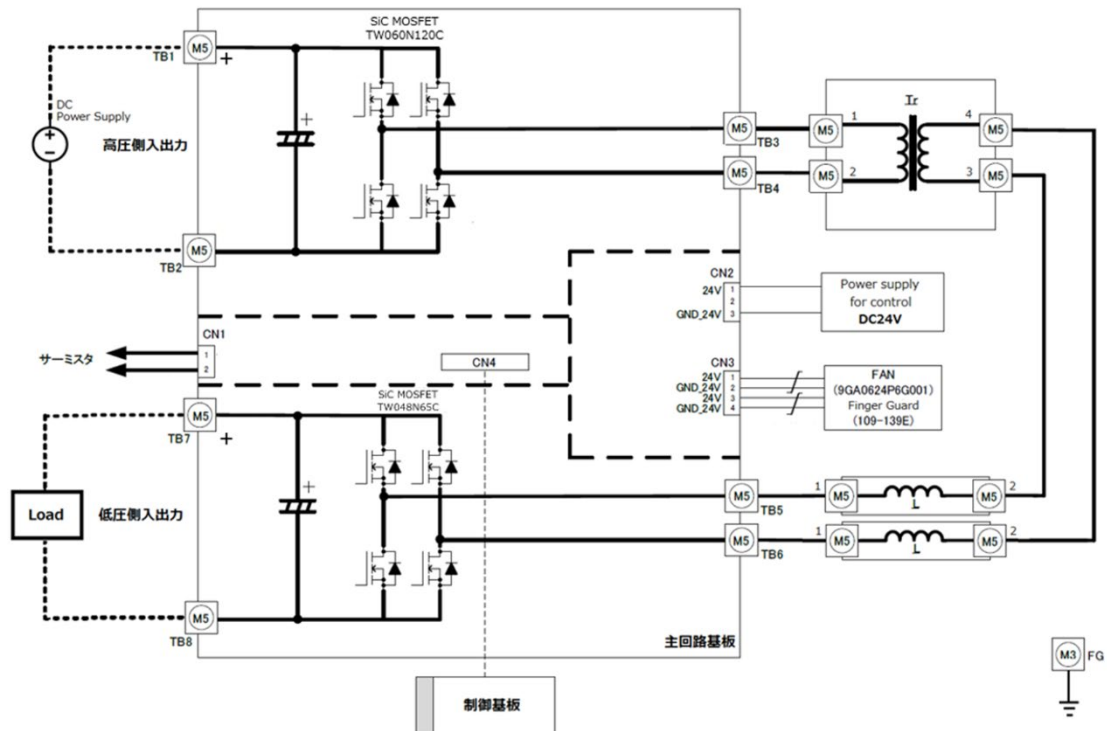 SiC MOSFET
TW060N120C
M5
TB1
+
DC
Power Supply
高圧側入出力
+
M5
TB2
M5
TB3
M5
TB4
Tr
M5
1
4
M5
M5
2
3
M5
CN2
24V 1
2
GND_24V 3
Power supply
for control
DC24V
CN1
1
2
サーミスタ
CN4
CN3
24V 1
GND_24V 2
24V 3
GND_24V 4
FAN
(9GA0624P6G001)
Finger Guard
(109-139E)
SiC MOSFET
TW048N65C
M5
TB7
+
Load
低圧側入出力
+
M5
TB8
M5
TB5
1
M5
L
M5
2
M5
TB6
1
M5
L
M5
2
主回路基板
制御基板
M3
FG